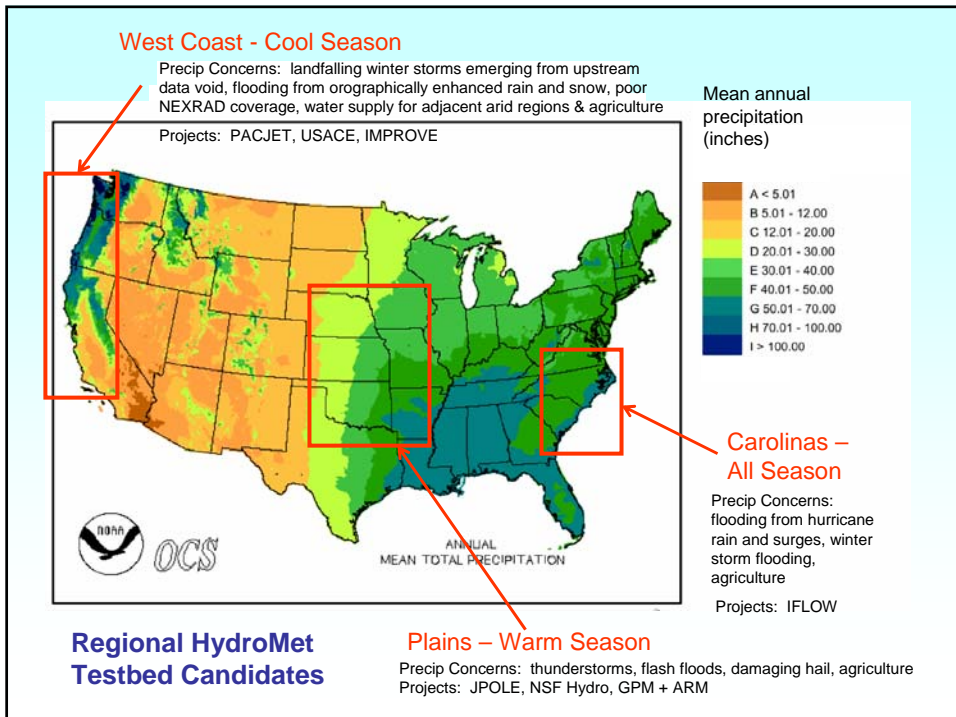 West Coast - Cool Season
Precip Concerns: landfalling winter storms emerging from upstream
data void, flooding from orographically enhanced rain and snow, poor
NEXRAD coverage, water supply for adjacent arid regions & agriculture
Projects: PACJET, USACE, IMPROVE
Mean annual
precipitation
(inches)
A < 5.01
B 5.01 - 12.00
C 12.01 - 20.00
D 20.01 - 30.00
E 30.01 - 40.00
F 40.01 - 50.00
G 50.01 - 70.00
H 70.01 - 100.00
I > 100.00
Carolinas –
All Season
Precip Concerns:
flooding from hurricane
rain and surges, winter
storm flooding,
agriculture
Projects: IFLOW
NOAA
OCS
ANNUAL
MEAN TOTAL PRECIPITATION
Regional HydroMet
Testbed Candidates
Plains – Warm Season
Precip Concerns: thunderstorms, flash floods, damaging hail, agriculture
Projects: JPOLE, NSF Hydro, GPM + ARM